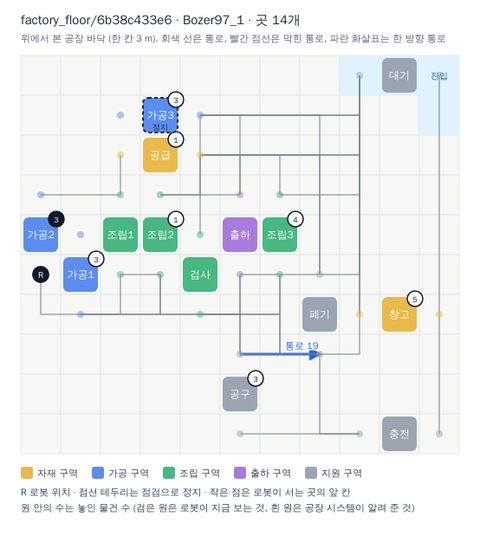 factory_floor/6b38c433e6 · Bozer97_1 · 곳 14개
위에서 본 공장 바닥 (한 칸 3 m). 회색 선은 통로, 빨간 점선은 막힌 통로, 파란 화살표는 한 방향 통로
대기
3
가공3
정지
1
공급
3
가공2
조립1
1
조립2
출하
4
조립3
R
3
가공1
검사
폐기
5
창고
통로 19
3
공구
충전
자재 구역
가공 구역
조립 구역
출하 구역
지원 구역
R 로봇 위치 · 점선 테두리는 점검으로 정지 · 작은 점은 로봇이 서는 곳의 앞 칸
원 안의 수는 놓인 물건 수 (검은 원은 로봇이 지금 보는 것, 흰 원은 공장 시스템이 알려 준 것)